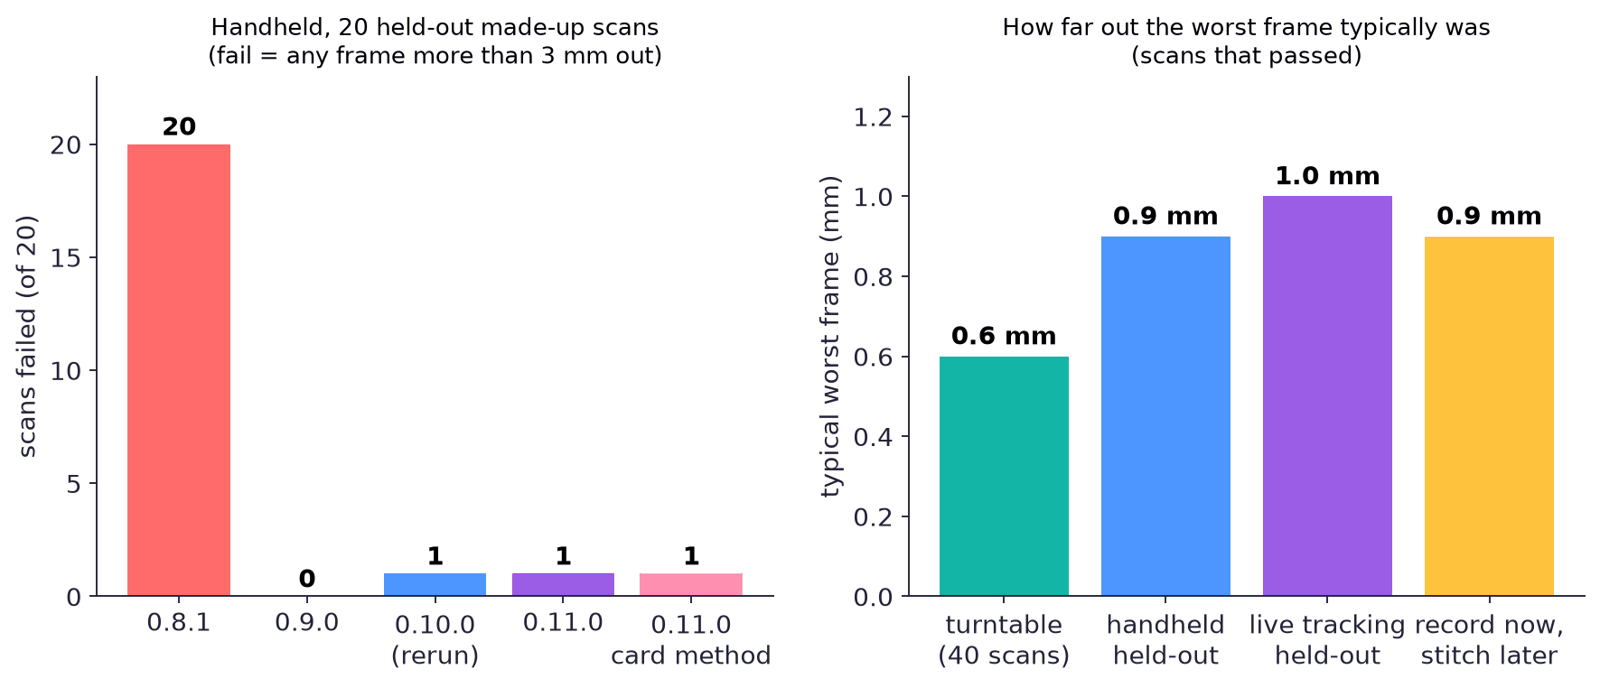 Handheld, 20 held-out made-up scans
(fail = any frame more than 3 mm out)
scans failed (of 20)
20
15
10
5
0
20
0
1
1
1
0.8.1
0.9.0
0.10.0
(rerun)
0.11.0
0.11.0
card method
How far out the worst frame typically was
(scans that passed)
typical worst frame (mm)
1.2
1.0
0.8
0.6
0.4
0.2
0.0
0.6 mm
0.9 mm
1.0 mm
0.9 mm
turntable
(40 scans)
handheld
held-out
live tracking
held-out
record now,
stitch later